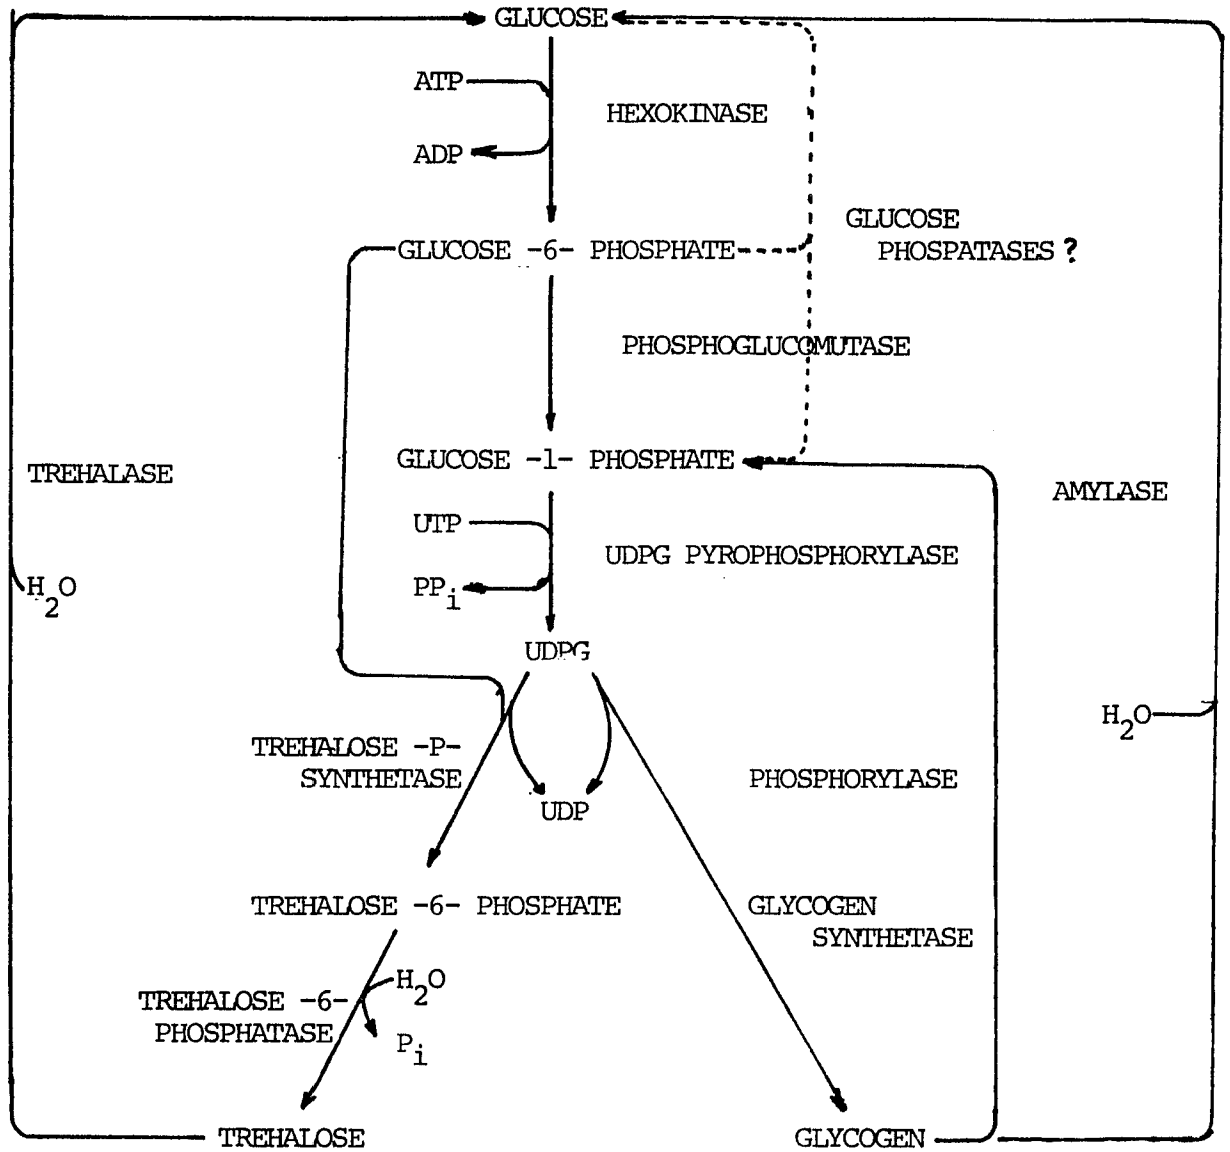 GLUCOSE
ATP
HEXOKINASE
ADP
GLUCOSE
PHOSPATASES ?
GLUCOSE -6- PHOSPHATE
PHOSPHOGLUCOMUTASE
GLUCOSE -1- PHOSPHATE
TREHALASE
AMYLASE
UTP
UDPG PYROPHOSPHORYLASE
PPi
H2O
UDPG
H2O
TREHALOSE -P-
SYNTHETASE
PHOSPHORYLASE
UDP
TREHALOSE -6- PHOSPHATE
GLYCOGEN
SYNTHETASE
H2O
TREHALOSE -6-
PHOSPHATASE
Pi
TREHALOSE
GLYCOGEN